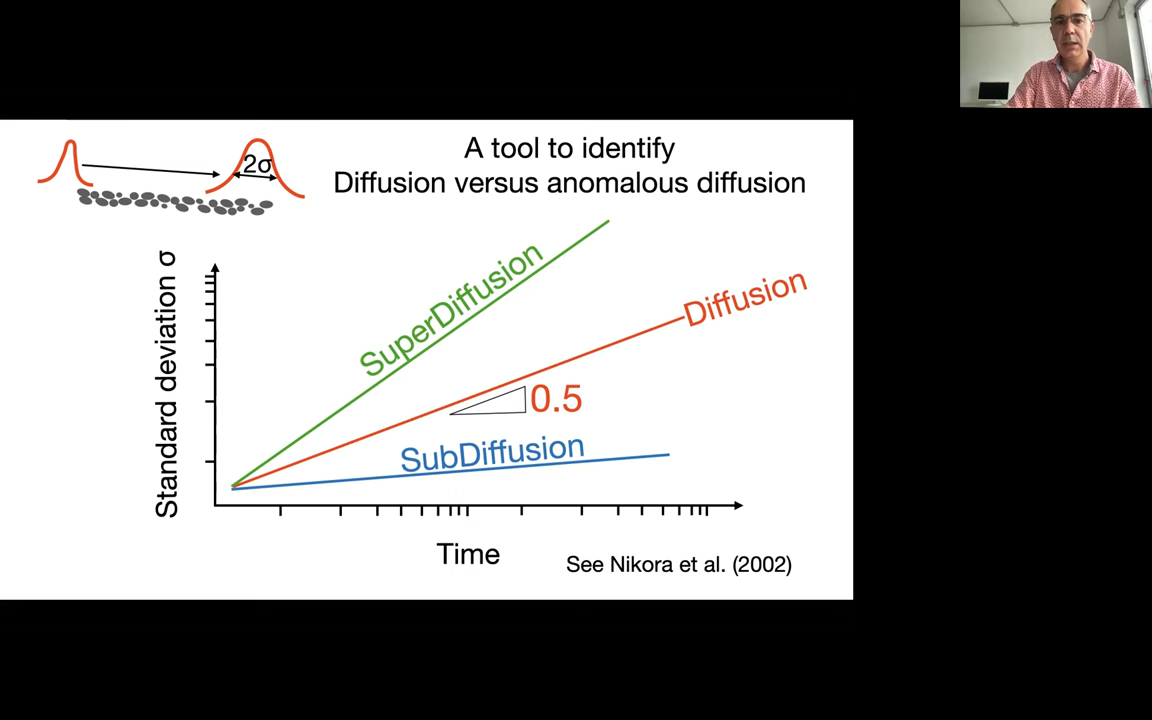 2σ
A tool to identify
Diffusion versus anomalous diffusion
Standard deviation σ
SuperDiffusion
Diffusion
0.5
SubDiffusion
Time
See Nikora et al. (2002)